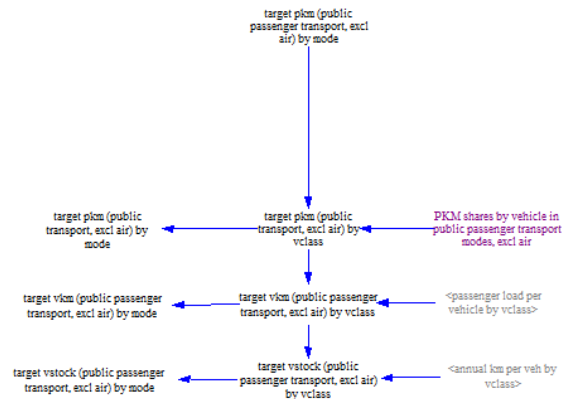 target pkm (public
passenger transport, excl
air) by mode
target pkm (public
transport, excl air) by
mode
target pkm (public
transport, excl air) by
vclass
PKM shares by vehicle in
public passenger transport
modes, excl air
target vkm (public passenger
transport, excl air) by mode
target vkm (public passenger
transport, excl air) by vclass
<passenger load per
vehicle by vclass>
target vstock (public passenger
transport, excl air) by mode
target vstock (public
passenger transport, excl air)
by vclass
<annual km per veh by
vclass>